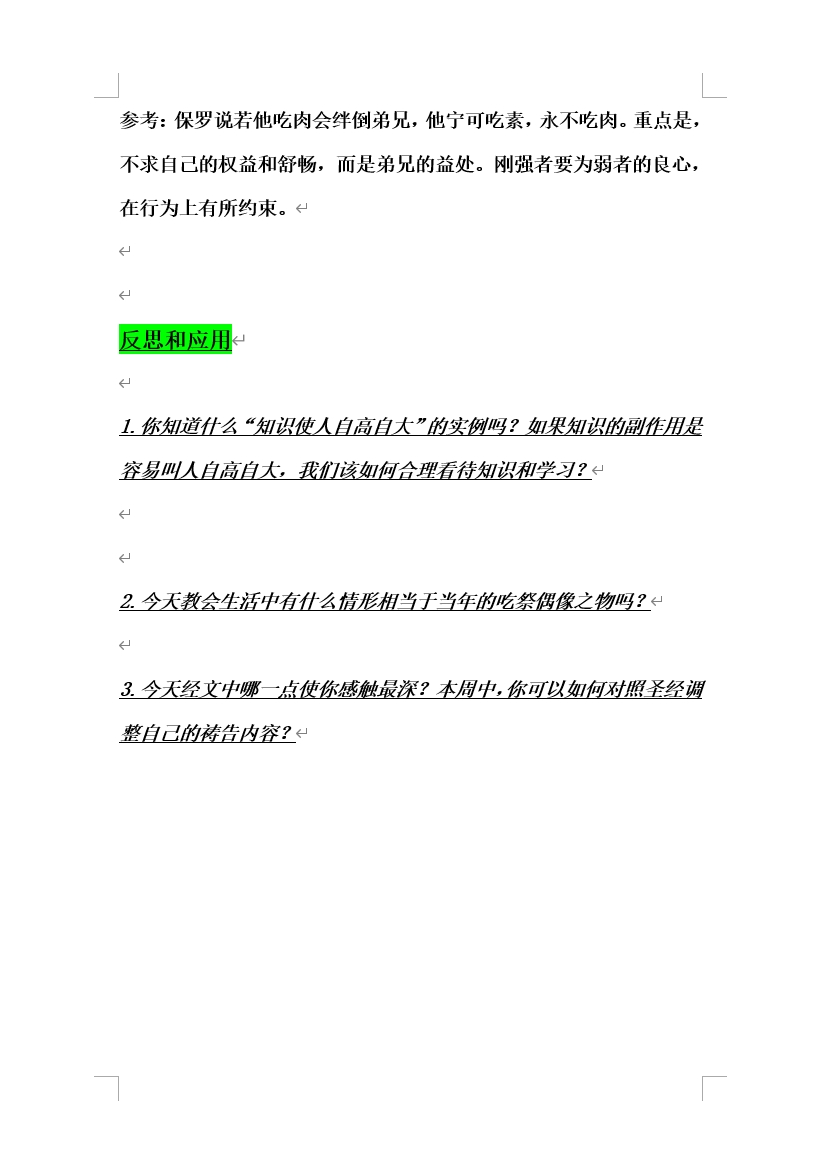 参考：保罗说若他吃肉会绊倒弟兄，他宁可吃素，永不吃肉。重点是，
不求自己的权益和舒畅，而是弟兄的益处。刚强者要为弱者的良心，
在行为上有所约束。
反思和应用
1.你知道什么“知识使人自高自大”的实例吗？如果知识的副作用是
容易叫人自高自大，我们该如何合理看待知识和学习？
2.今天教会生活中有什么情形相当于当年的吃祭偶像之物吗？
3.今天经文中哪一点使你感触最深？本周中，你可以如何对照圣经调
整自己的祷告内容？